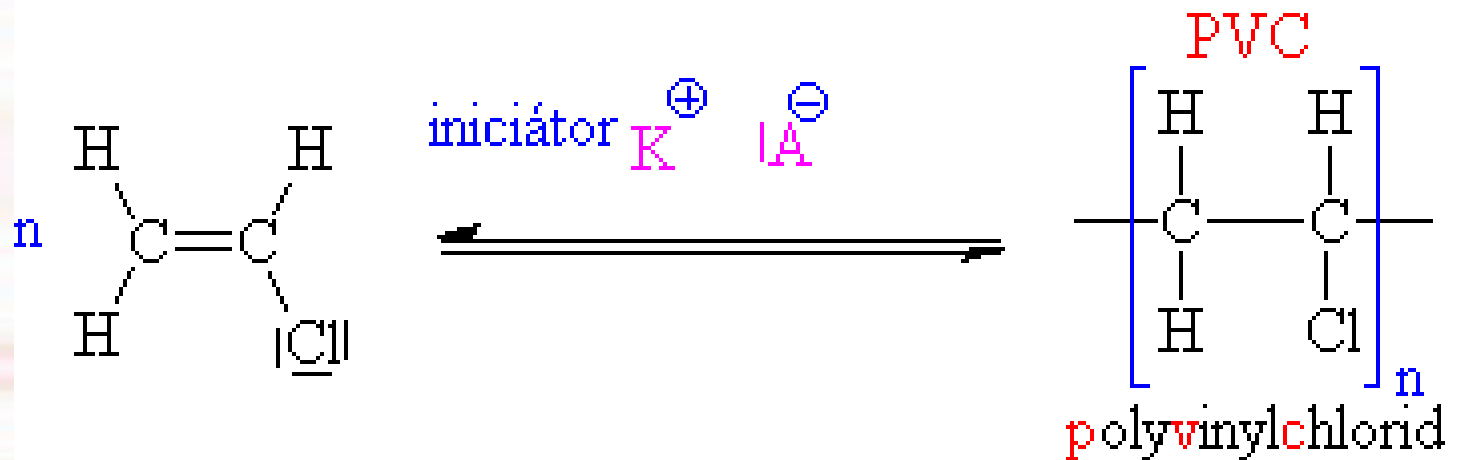 PVC
iniciátor K⊕ |A⊖
H H H H
n C=C C C
H |Cl| H Cl
n
polyvinylchlorid